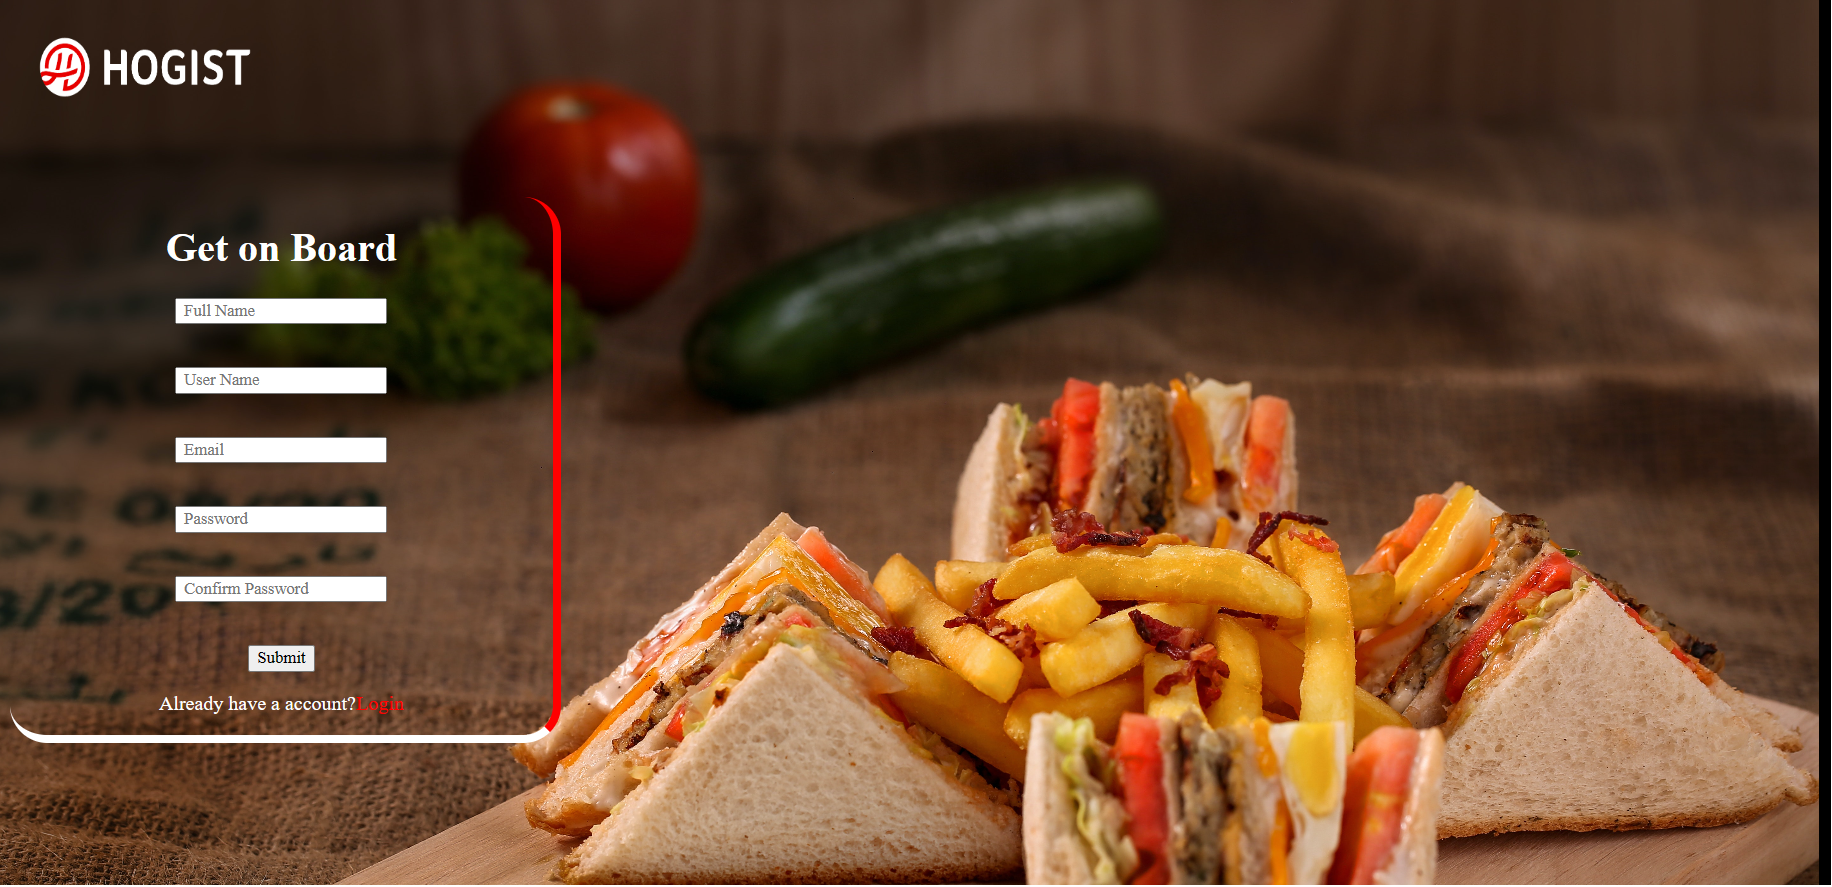 HOGIST
Get on Board
Full Name
User Name
Email
Password
Confirm Password
Submit
Already have a account?Login